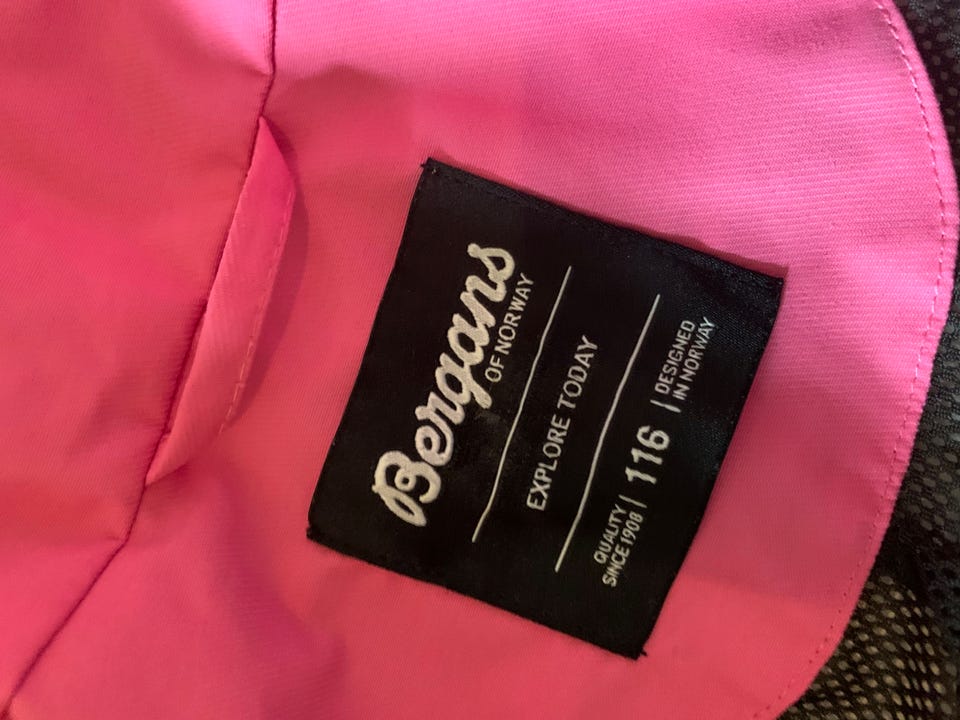 Bergans
OF NORWAY
EXPLORE TODAY
QUALITY
SINCE 1908
| 116 |
DESIGNED
IN NORWAY